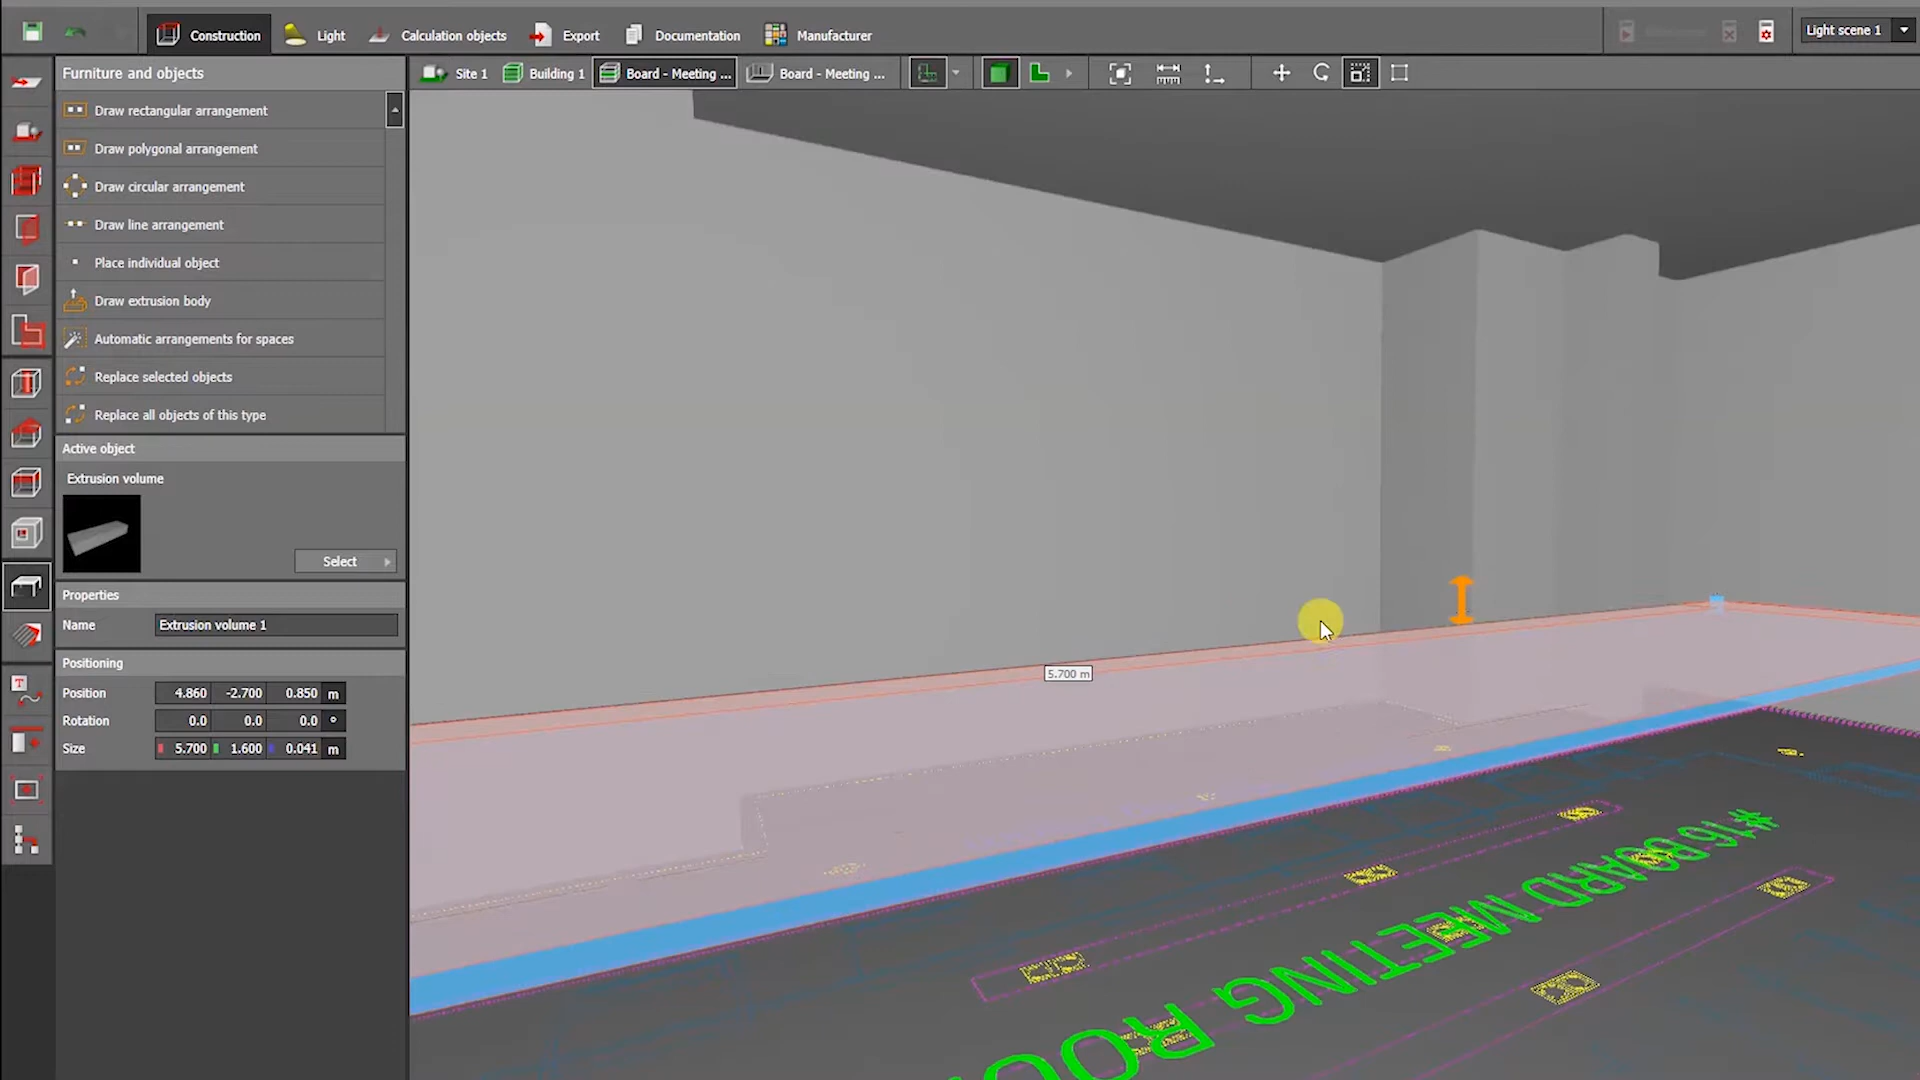 Construction
Light
Calculation objects
Export
Documentation
Manufacturer
Light scene 1
Furniture and objects
Site 1
Building 1
Board - Meeting ...
Board - Meeting ...
Draw rectangular arrangement
Draw polygonal arrangement
Draw circular arrangement
Draw line arrangement
Place individual object
Draw extrusion body
Automatic arrangements for spaces
Replace selected objects
Replace all objects of this type
Active object
Extrusion volume
Select
Properties
Name Extrusion volume 1
Positioning
Position 4.860 -2.700 0.850 m
Rotation 0.0 0.0 0.0 °
Size 5.700 1.600 0.041 m
5.700 m
#16 BOARD MEETING ROO